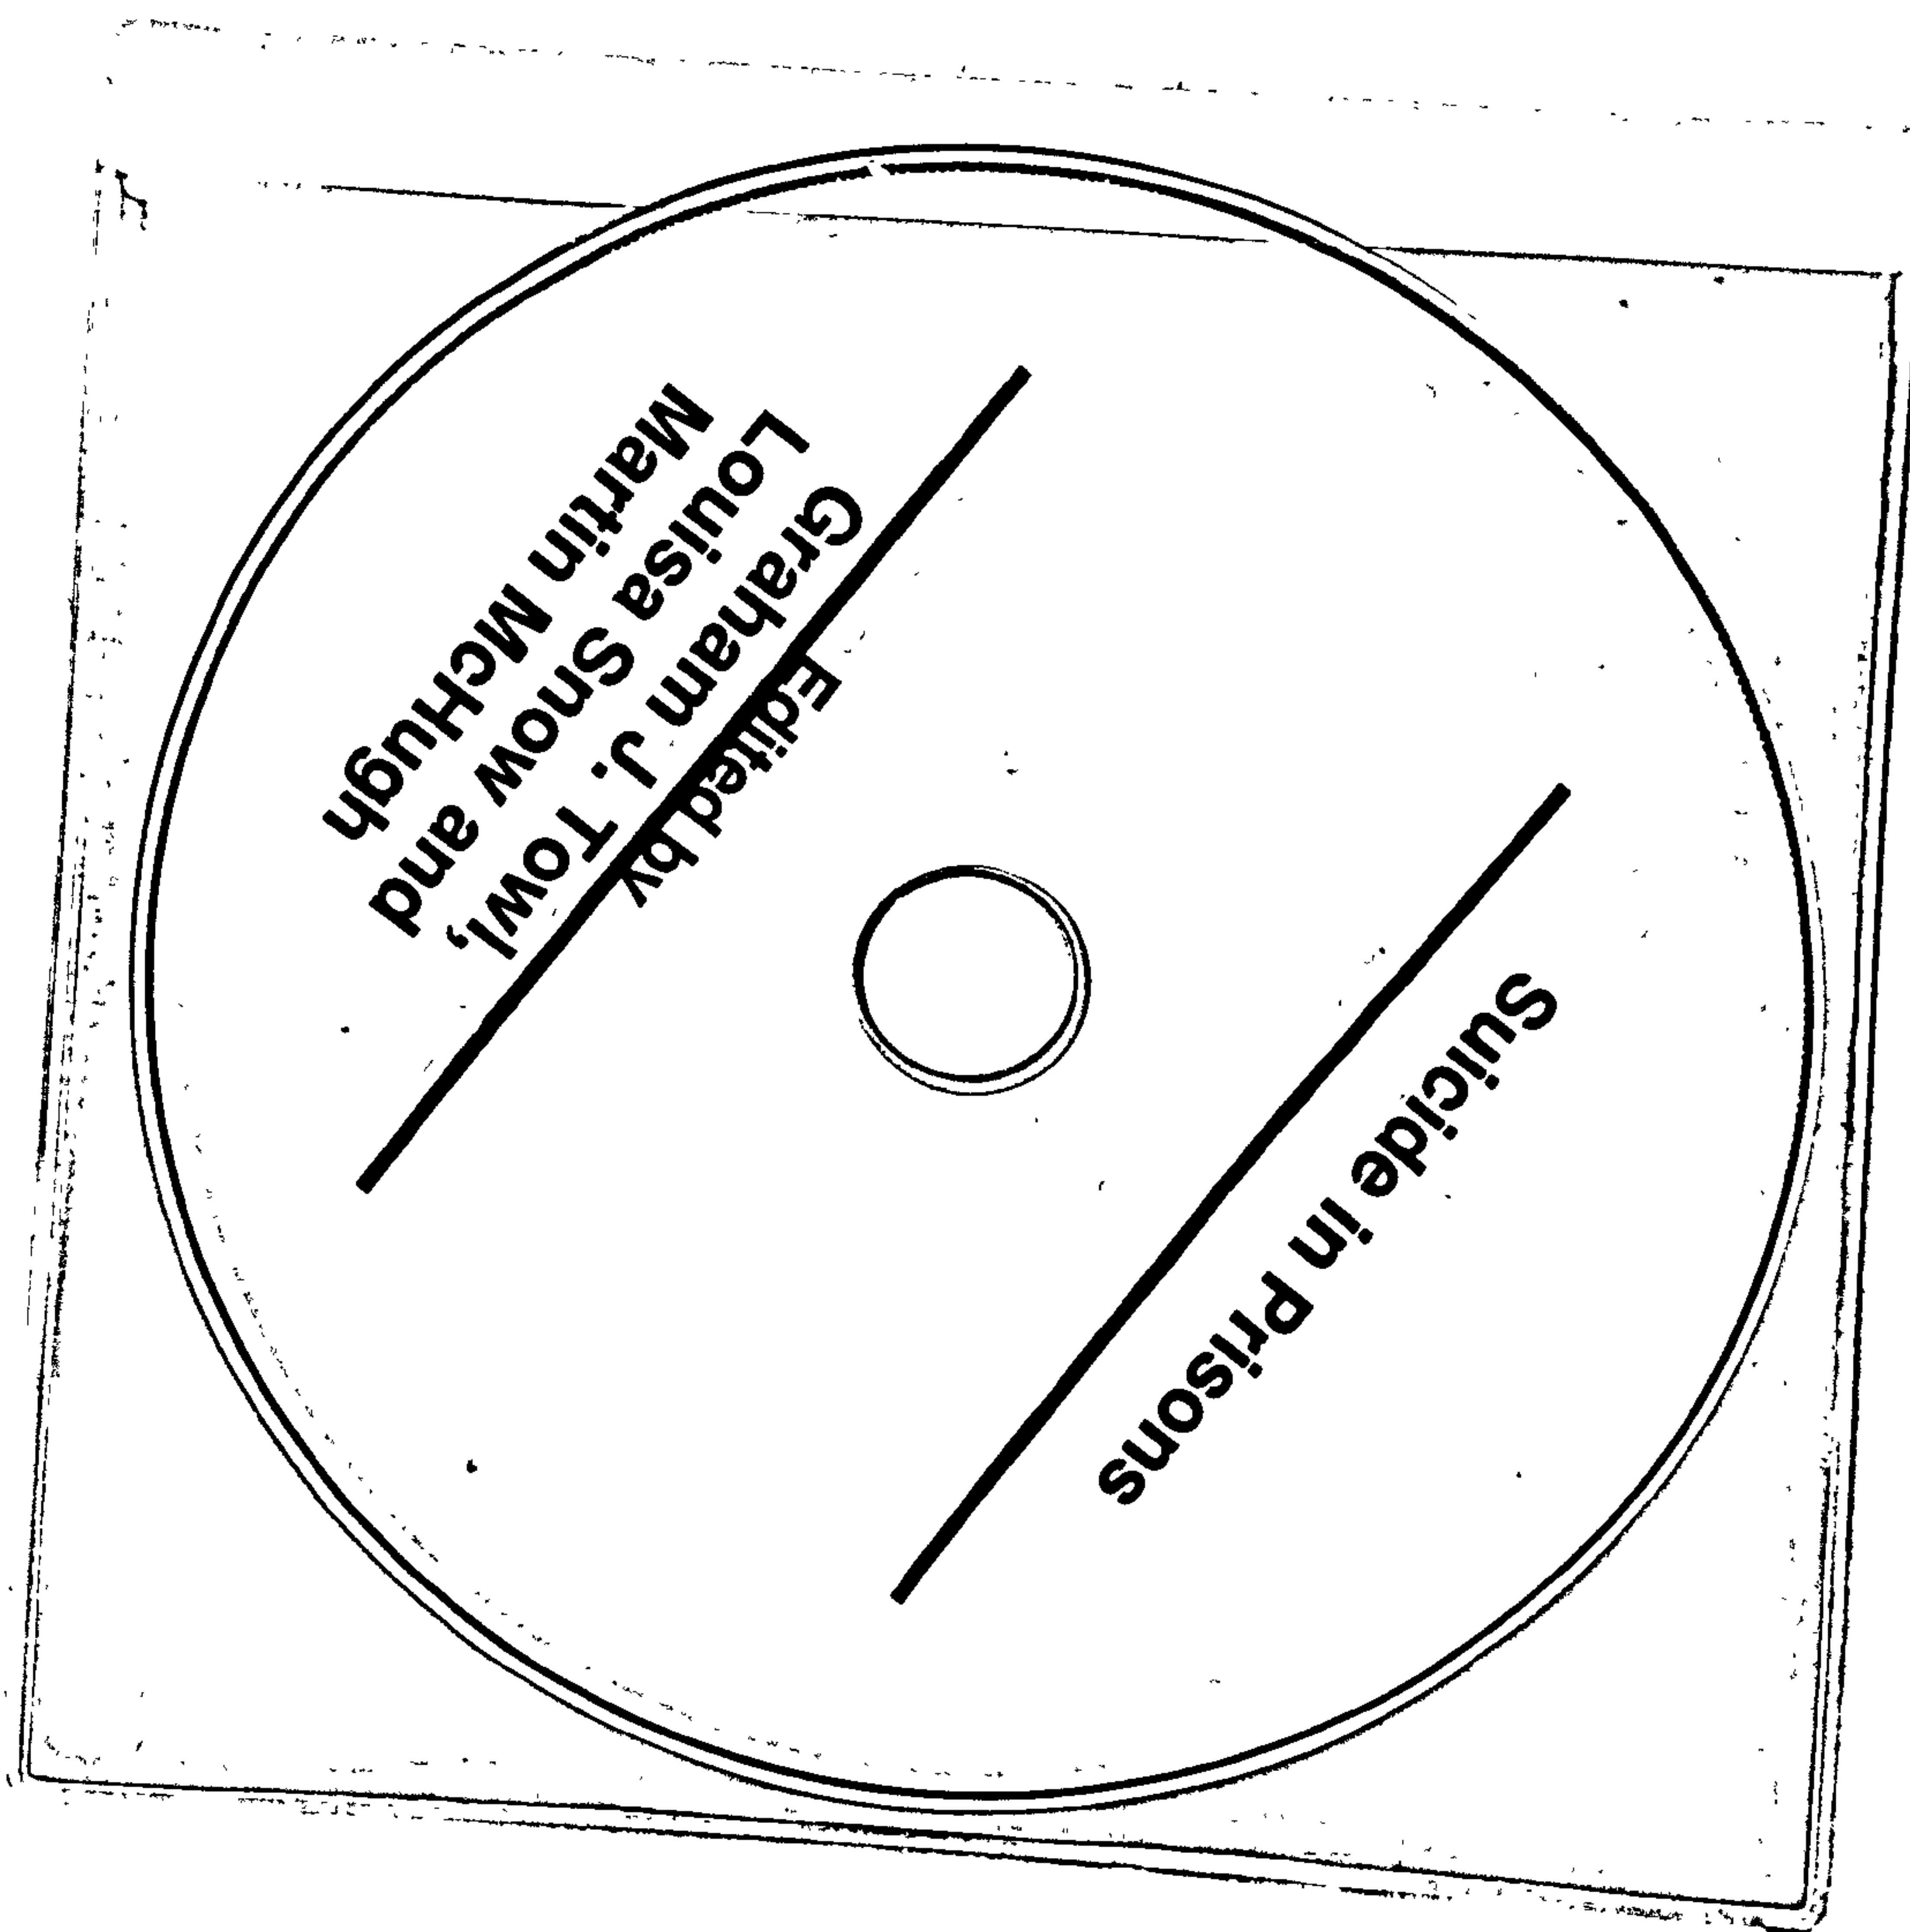 Suicide in Prisons
Edited by
Graham J. Towl,
Louisa Snow and
Martin McHugh